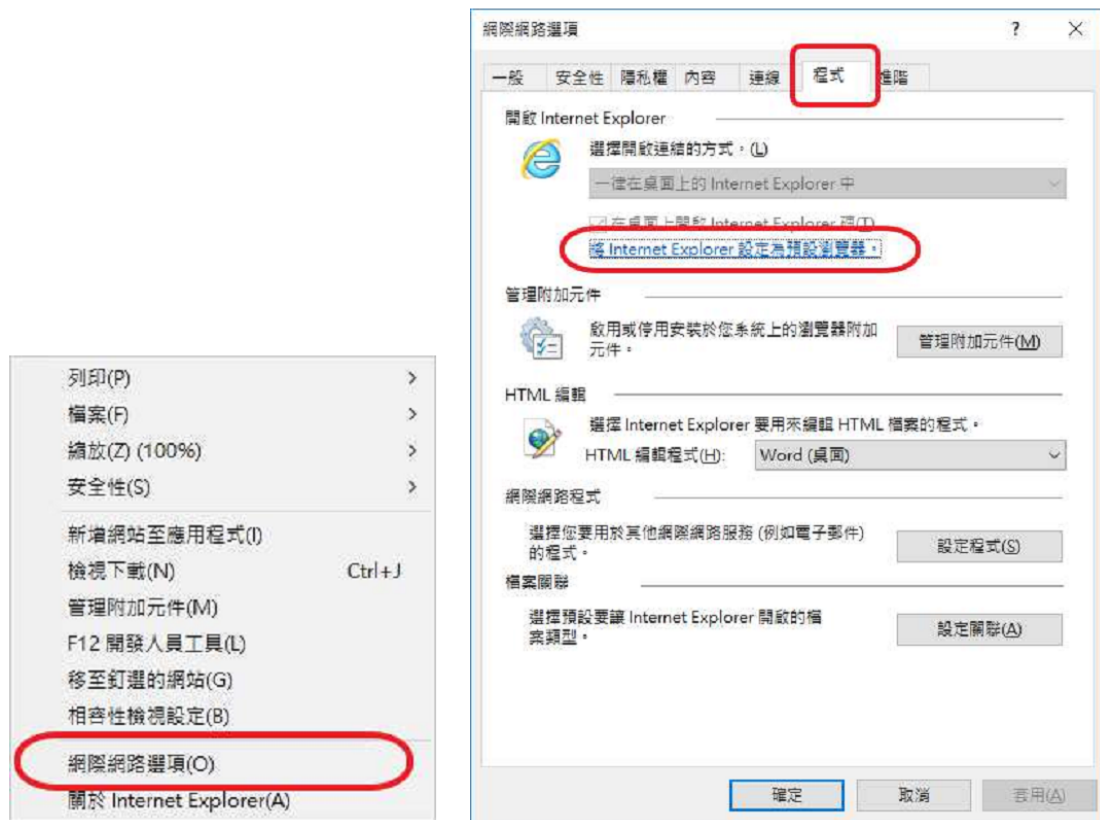 列印(P)
檔案(F)
縮放(Z) (100%)
安全性(S)
新增網站至應用程式(I)
檢視下載(N) Ctrl+J
管理附加元件(M)
F12 開發人員工具(L)
移至釘選的網站(G)
相容性檢視設定(B)
網際網路選項(O)
關於 Internet Explorer(A)
網際網路選項 ?
一般 安全性 隱私權 內容 連線 程式 進階
開啟 Internet Explorer
選擇開啟連結的方式。(L)
一律在桌面上的 Internet Explorer 中
在桌面上開啟 Internet Explorer 磚(T)
將 Internet Explorer 設定為預設瀏覽器。
管理附加元件
啟用或停用安裝於您系統上的瀏覽器附加
元件。
管理附加元件(M)
HTML 編輯
選擇 Internet Explorer 要用來編輯 HTML 檔案的程式。
HTML 編輯程式(H): Word (桌面)
網際網路程式
選擇您要用於其他網際網路服務 (例如電子郵件)
的程式。
設定程式(S)
檔案關聯
選擇預設要讓 Internet Explorer 開啟的檔
案類型。
設定關聯(A)
確定 取消 套用(A)